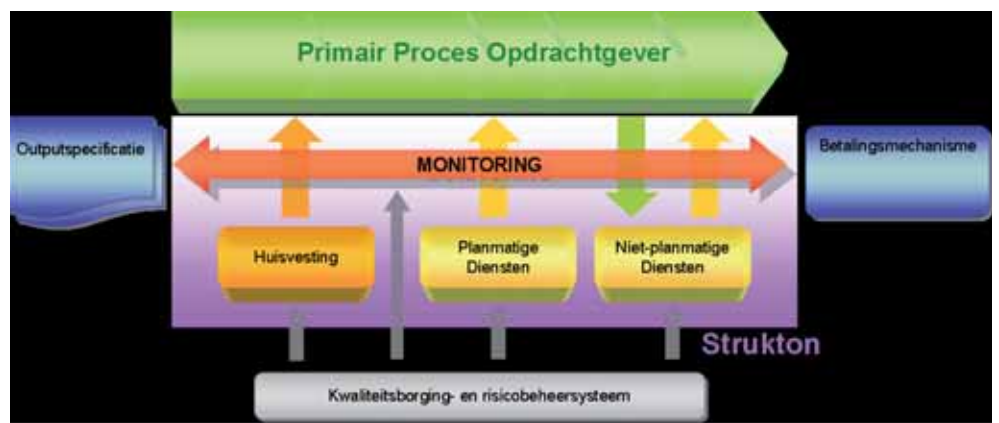 Primair Proces Opdrachtgever
Outputspecificatie
Betalingsmechanisme
MONITORING
Huisvesting
Planmatige
Diensten
Niet-planmatige
Diensten
Strukton
Kwaliteitsborging- en risicobeheersysteem